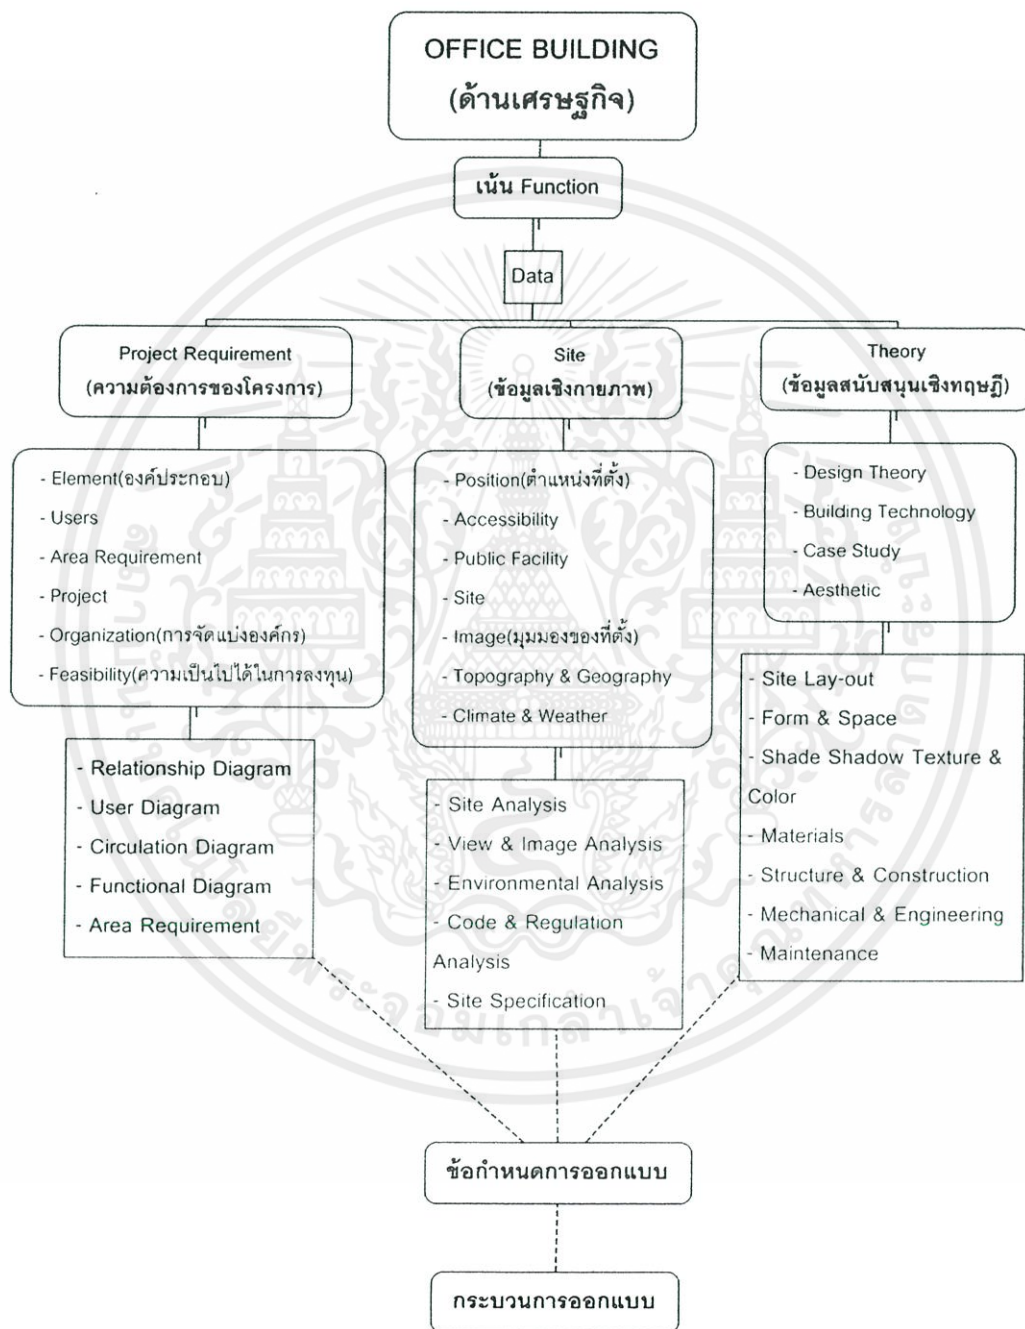 OFFICE BUILDING
(ด้านเศรษฐกิจ)
เน้น Function
Data
Project Requirement
(ความต้องการของโครงการ)
Site
(ข้อมูลเชิงกายภาพ)
Theory
(ข้อมูลสนับสนุนเชิงทฤษฎี)
- Element(องค์ประกอบ)
- Users
- Area Requirement
- Project
- Organization(การจัดแบ่งองค์กร)
- Feasibility(ความเป็นไปได้ในการลงทุน)
- Position(ตำแหน่งที่ตั้ง)
- Accessibility
- Public Facility
- Site
- Image(มุมมองของที่ตั้ง)
- Topography & Geography
- Climate & Weather
- Design Theory
- Building Technology
- Case Study
- Aesthetic
- Relationship Diagram
- User Diagram
- Circulation Diagram
- Functional Diagram
- Area Requirement
- Site Analysis
- View & Image Analysis
- Environmental Analysis
- Code & Regulation
Analysis
- Site Specification
- Site Lay-out
- Form & Space
- Shade Shadow Texture &
Color
- Materials
- Structure & Construction
- Mechanical & Engineering
- Maintenance
ข้อกำหนดการออกแบบ
กระบวนการออกแบบ